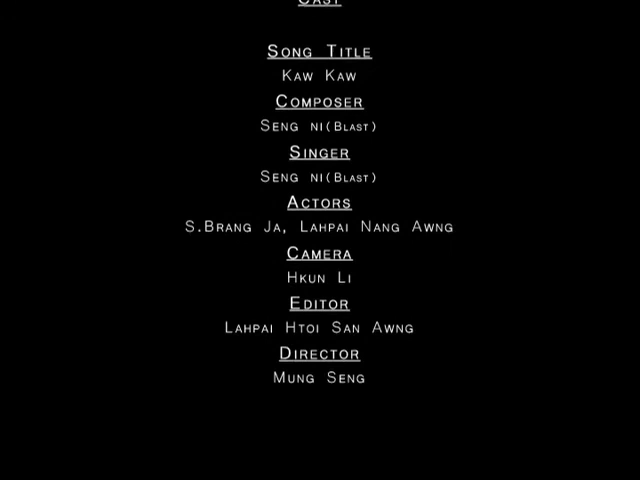 Cast
Song Title
Kaw Kaw
Composer
Seng ni(Blast)
Singer
Seng ni(Blast)
Actors
S.Brang Ja, Lahpai Nang Awng
Camera
Hkun Li
Editor
Lahpai Htoi San Awng
Director
Mung Seng